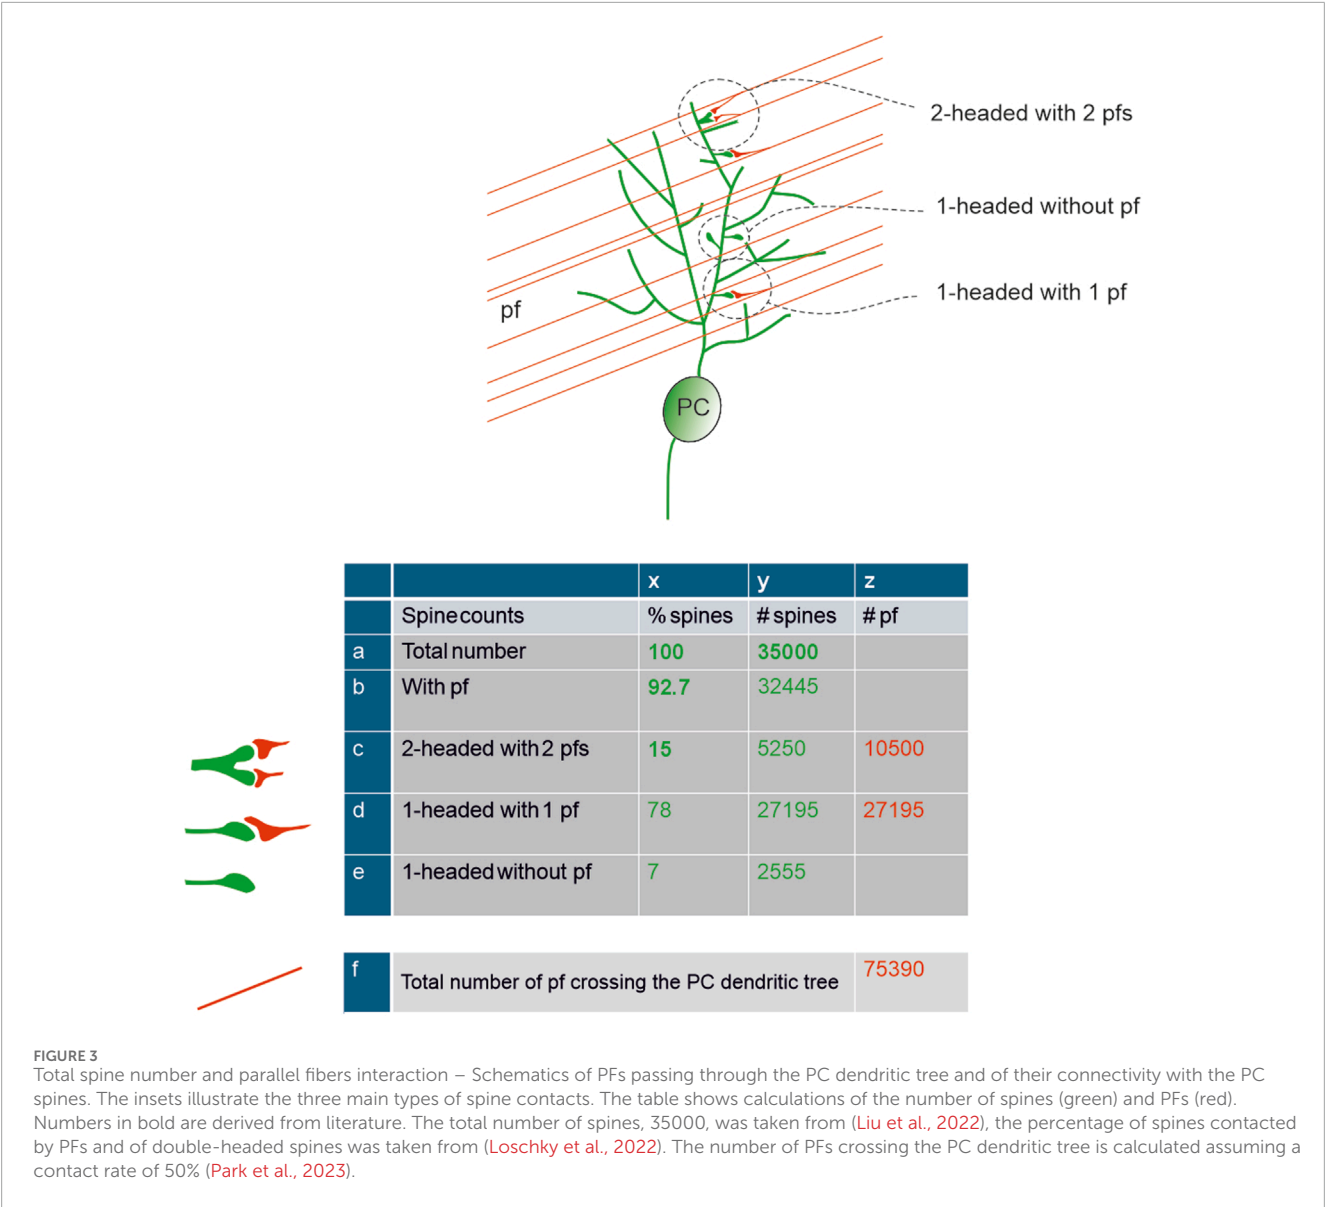 2-headed with 2 pfs
1-headed without pf
1-headed with 1 pf
pf
PC
x y z
Spine counts % spines # spines # pf
a Total number 100 35000
b With pf 92.7 32445
c 2-headed with 2 pfs 15 5250 10500
d 1-headed with 1 pf 78 27195 27195
e 1-headed without pf 7 2555
f Total number of pf crossing the PC dendritic tree 75390
FIGURE 3
Total spine number and parallel fibers interaction – Schematics of PFs passing through the PC dendritic tree and of their connectivity with the PC
spines. The insets illustrate the three main types of spine contacts. The table shows calculations of the number of spines (green) and PFs (red).
Numbers in bold are derived from literature. The total number of spines, 35000, was taken from (Liu et al., 2022), the percentage of spines contacted
by PFs and of double-headed spines was taken from (Loschky et al., 2022). The number of PFs crossing the PC dendritic tree is calculated assuming a
contact rate of 50% (Park et al., 2023).